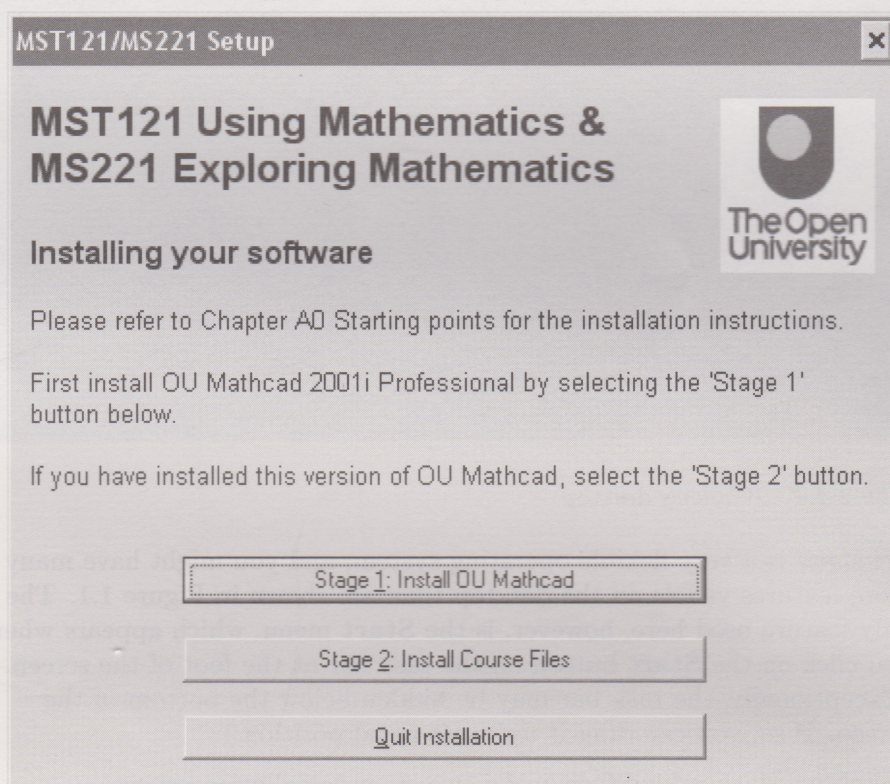 MST121/MS221 Setup
MST121 Using Mathematics &
MS221 Exploring Mathematics
The Open
University
Installing your software
Please refer to Chapter A0 Starting points for the installation instructions.
First install OU Mathcad 2001i Professional by selecting the 'Stage 1'
button below.
If you have installed this version of OU Mathcad, select the 'Stage 2' button.
Stage 1: Install OU Mathcad
Stage 2: Install Course Files
Quit Installation